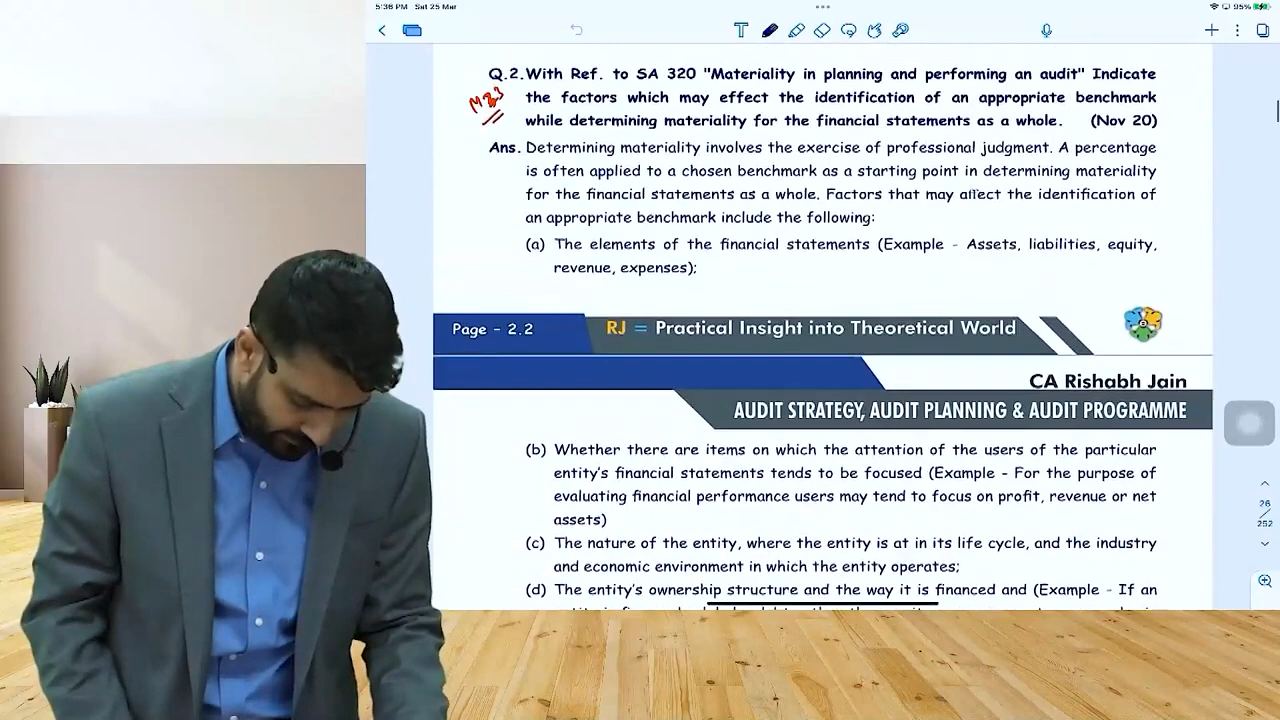 5:36 PM Sat 25 Mar
95%
Q.2. With Ref. to SA 320 "Materiality in planning and performing an audit" Indicate
M23
the factors which may effect the identification of an appropriate benchmark
while determining materiality for the financial statements as a whole. (Nov 20)
Ans. Determining materiality involves the exercise of professional judgment. A percentage
is often applied to a chosen benchmark as a starting point in determining materiality
for the financial statements as a whole. Factors that may affect the identification of
an appropriate benchmark include the following:
(a) The elements of the financial statements (Example - Assets, liabilities, equity,
revenue, expenses);
Page - 2.2
RJ = Practical Insight into Theoretical World
CA Rishabh Jain
AUDIT STRATEGY, AUDIT PLANNING & AUDIT PROGRAMME
(b) Whether there are items on which the attention of the users of the particular
entity's financial statements tends to be focused (Example - For the purpose of
evaluating financial performance users may tend to focus on profit, revenue or net
assets)
(c) The nature of the entity, where the entity is at in its life cycle, and the industry
and economic environment in which the entity operates;
(d) The entity's ownership structure and the way it is financed and (Example - If an
26
252